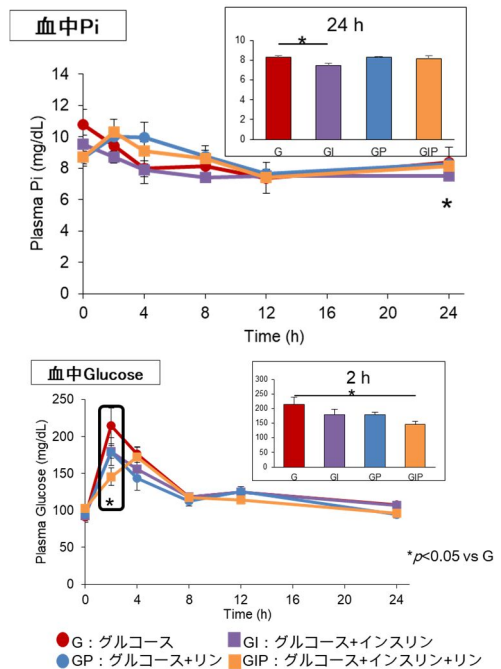 血中Pi
24 h
*
10
8
6
4
2
0
G
GI
GP
GIP
Plasma Pi (mg/dL)
14
12
10
8
6
4
2
0
*
0
4
8
12
16
20
24
Time (h)
血中Glucose
2 h
*
300
250
200
150
100
50
0
G
GI
GP
GIP
Plasma Glucose (mg/dL)
250
200
150
100
50
0
*
0
4
8
12
16
20
24
Time (h)
*p<0.05 vs G
G：グルコース
GI：グルコース+インスリン
GP：グルコース+リン
GIP：グルコース+インスリン+リン